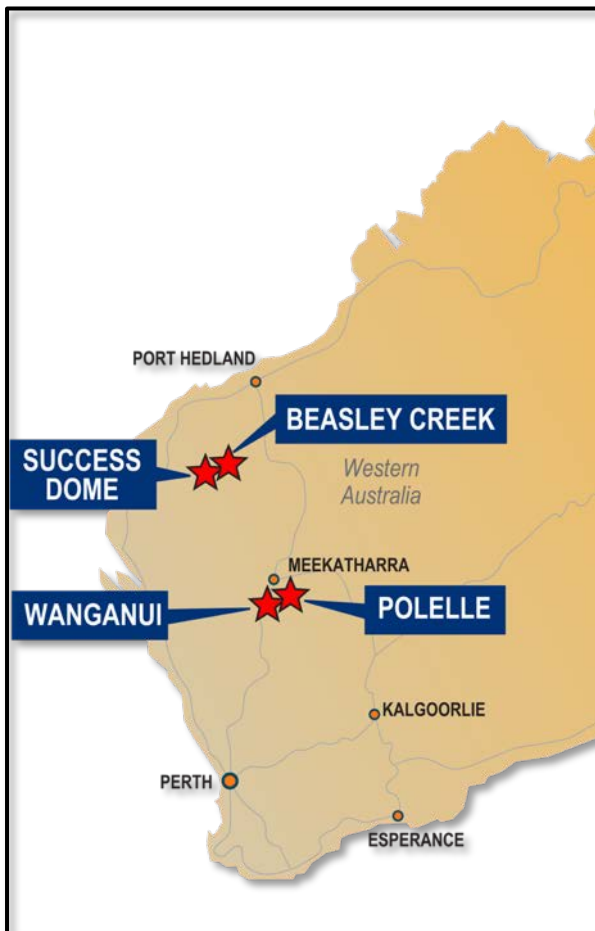 PORT HEDLAND
BEASLEY CREEK
SUCCESS
DOME
Western
Australia
MEEKATHARRA
WANGANUI
POLELLE
KALGOORLIE
PERTH
ESPERANCE